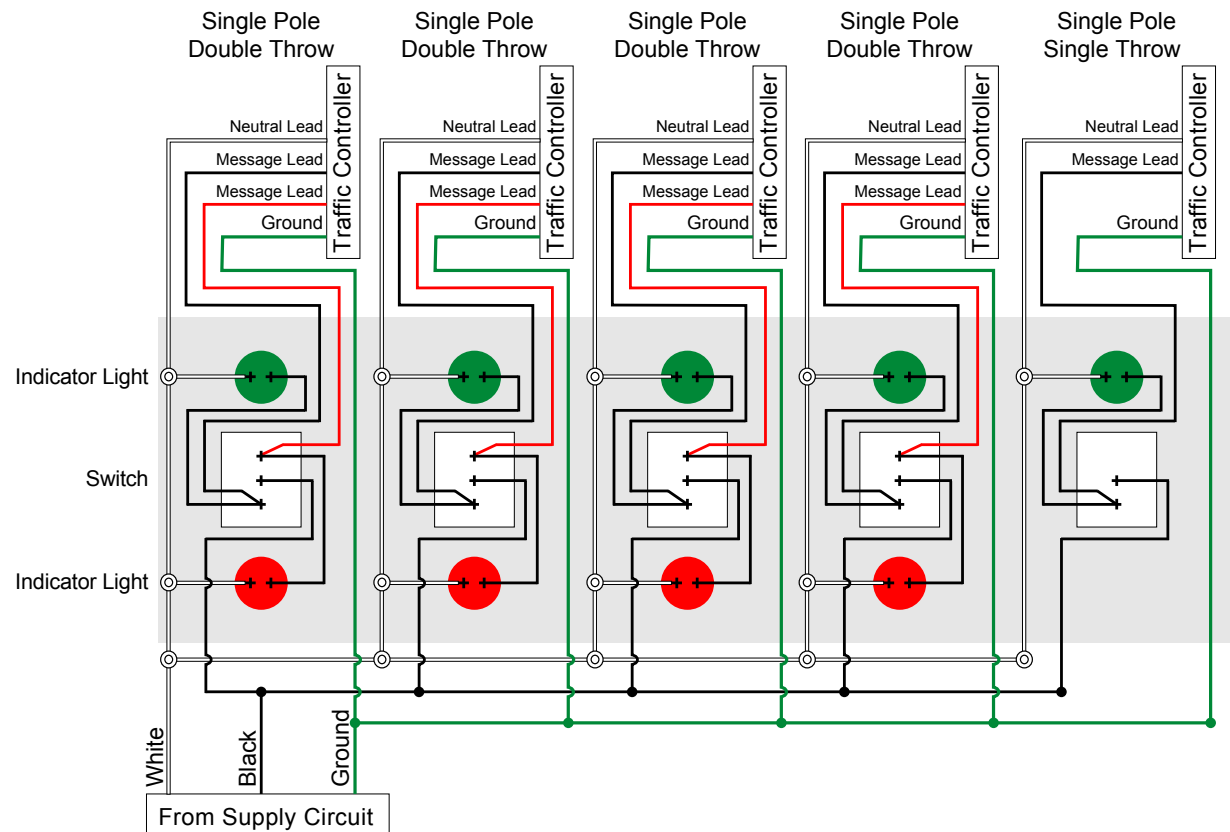 Single Pole
Double Throw
Single Pole
Double Throw
Single Pole
Double Throw
Single Pole
Double Throw
Single Pole
Single Throw
Neutral Lead
Message Lead
Message Lead
Ground
Traffic Controller
Neutral Lead
Message Lead
Message Lead
Ground
Traffic Controller
Neutral Lead
Message Lead
Message Lead
Ground
Traffic Controller
Neutral Lead
Message Lead
Message Lead
Ground
Traffic Controller
Neutral Lead
Message Lead
Ground
Traffic Controller
Indicator Light
Switch
Indicator Light
White
Black
Ground
From Supply Circuit